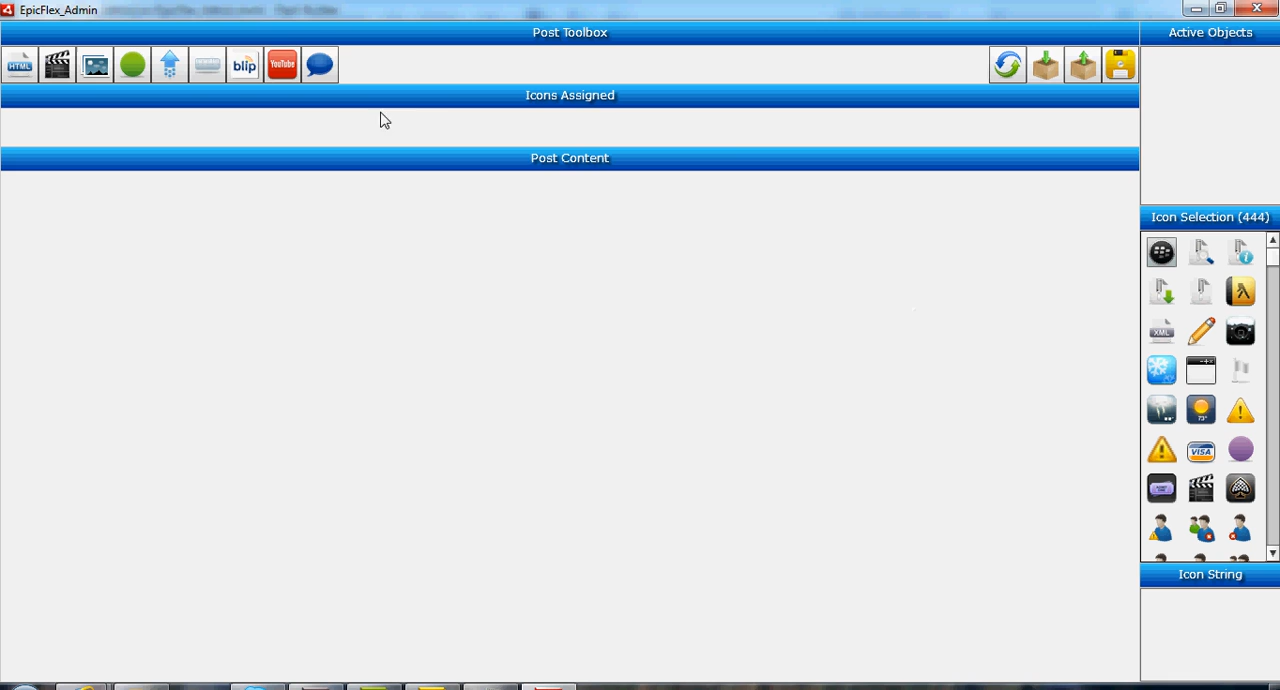 EpicFlex_Admin
Post Toolbox
Active Objects
HTML
blip
YouTube
Icons Assigned
Post Content
Icon Selection (444)
XML
73°
VISA
Icon String